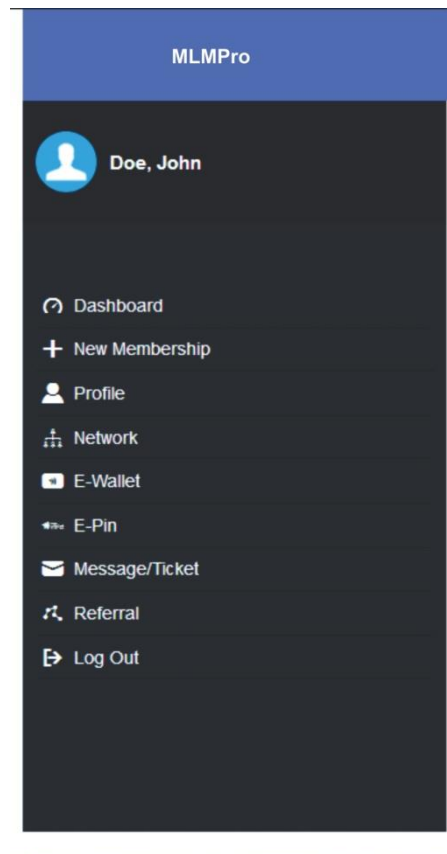 MLMPro
Doe, John
Dashboard
New Membership
Profile
Network
E-Wallet
E-Pin
Message/Ticket
Referral
Log Out